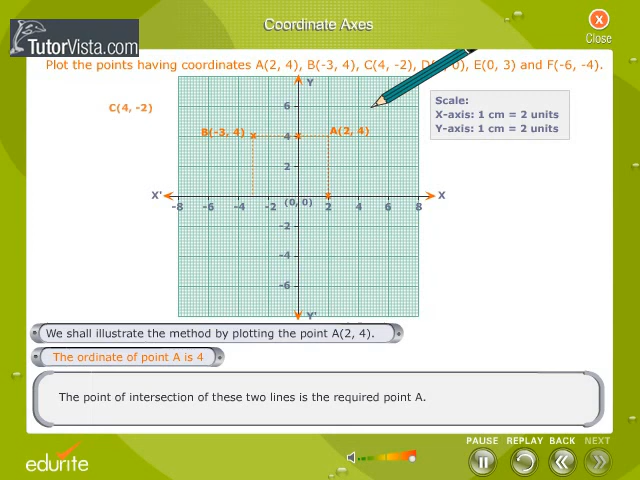 Coordinate Axes
Close
TutorVista.com
Plot the points having coordinates A(2, 4), B(-3, 4), C(4, -2), D( 0), E(0, 3) and F(-6, -4).
C(4, -2)
Scale:
X-axis: 1 cm = 2 units
Y-axis: 1 cm = 2 units
Y
6
B(-3, 4) 4 A(2, 4)
2
X' X
-8 -6 -4 -2 (0, 0) 2 4 6 8
-2
-4
-6
Y'
We shall illustrate the method by plotting the point A(2, 4).
The ordinate of point A is 4
The point of intersection of these two lines is the required point A.
PAUSE REPLAY BACK NEXT
edurite